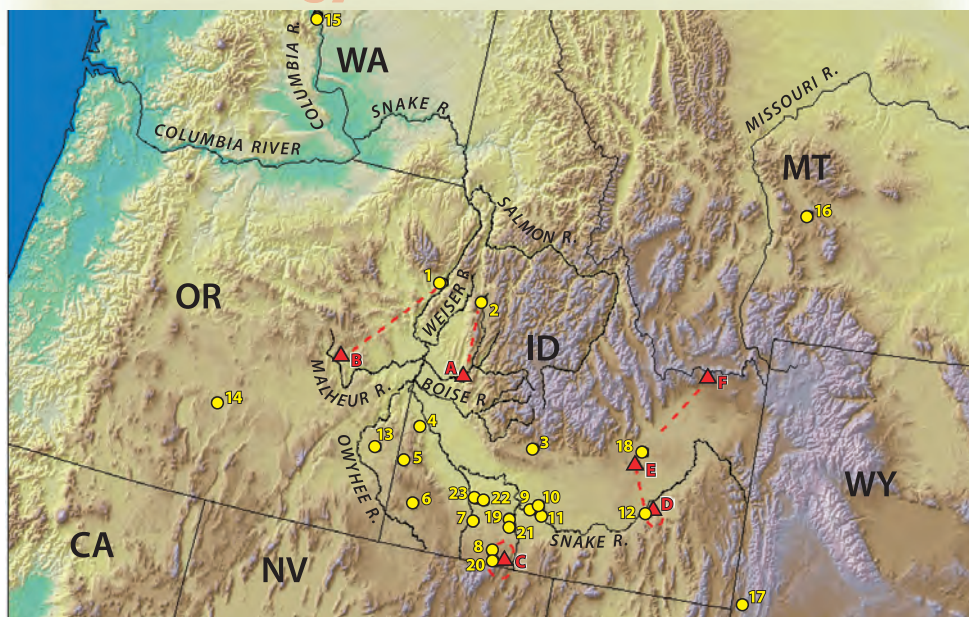 15
WA
COLUMBIA R.
SNAKE R.
COLUMBIA RIVER
MISSOURI R.
MT
16
SALMON R.
1
OR
WEISER R.
2
ID
B
A
F
MALHEUR R.
BOISE R.
14
4
13
3
18
5
E
OWYHEE R.
WY
6
23
22
9
10
7
19
11
12
D
21
SNAKE R.
CA
8
NV
20
C
17